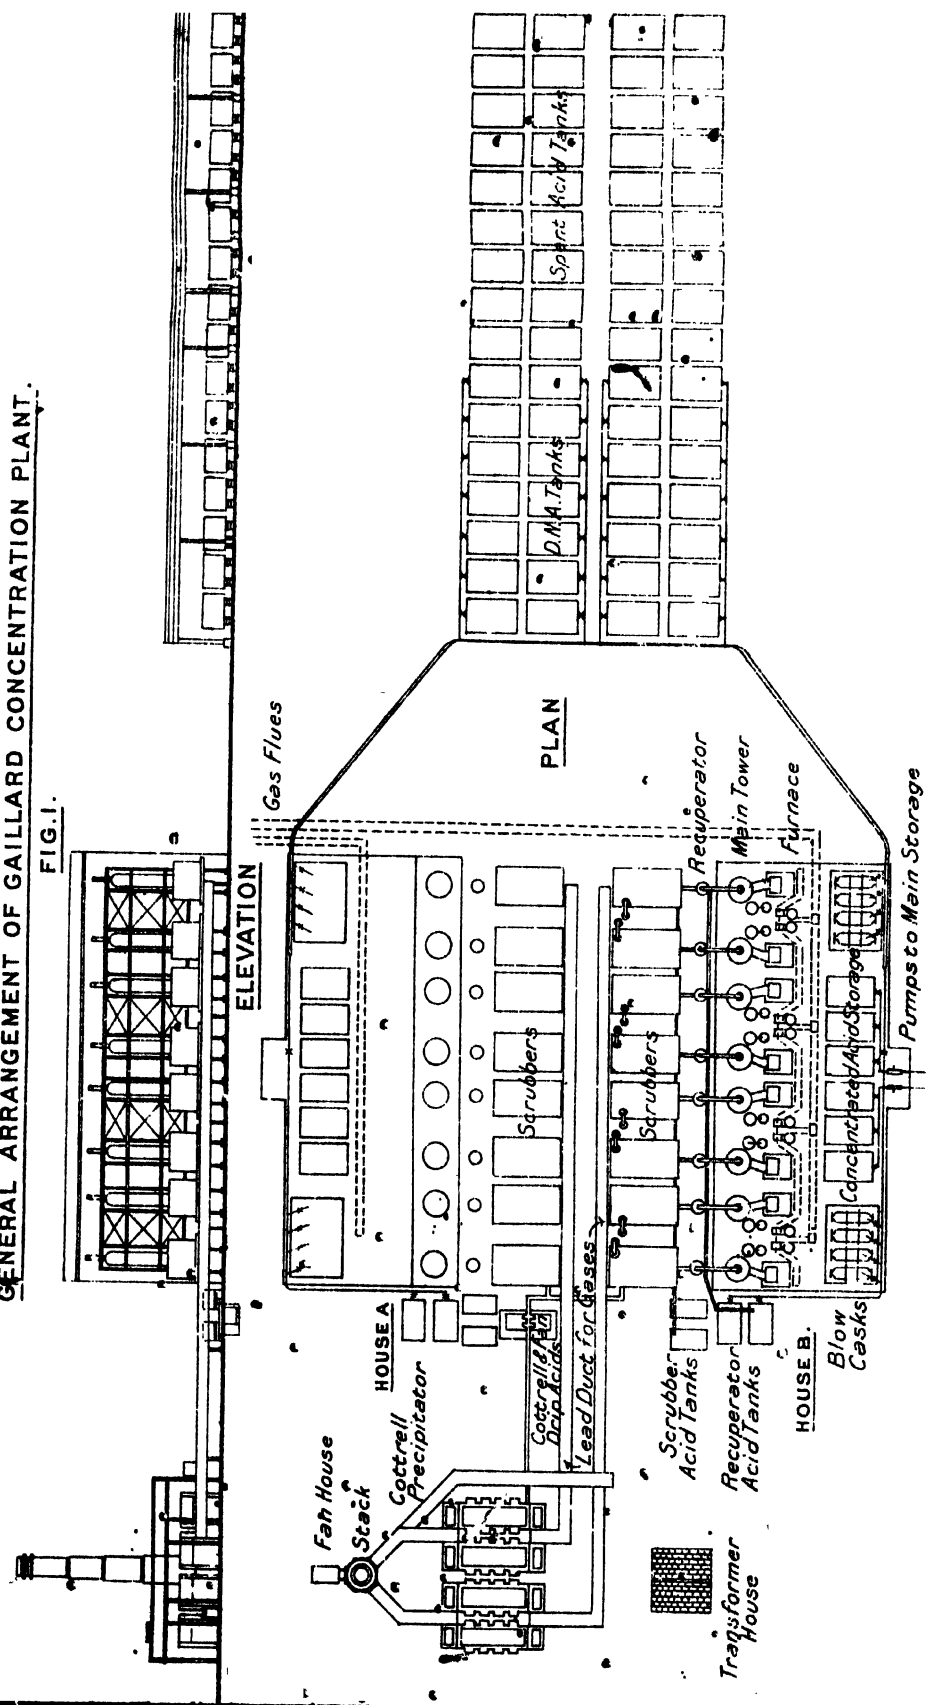 GENERAL ARRANGEMENT OF GAILLARD CONCENTRATION PLANT.
FIG.1.
ELEVATION
Gas Flues
PLAN
Spent Acid Tanks
D.N.A. Tanks
Recuperator
Main Tower
Furnace
Pumps to Main Storage
Concentrated Acid Storage
Scrubbers
Scrubbers
HOUSE A
Cottrell & Fan
Drip Acids
Lead Duct for Gases
Cottrell
Precipitator
Fan House
Stack
Scrubber
Acid Tanks
Recuperator
Acid Tanks
HOUSE B.
Blow
Casks
Transformer
House